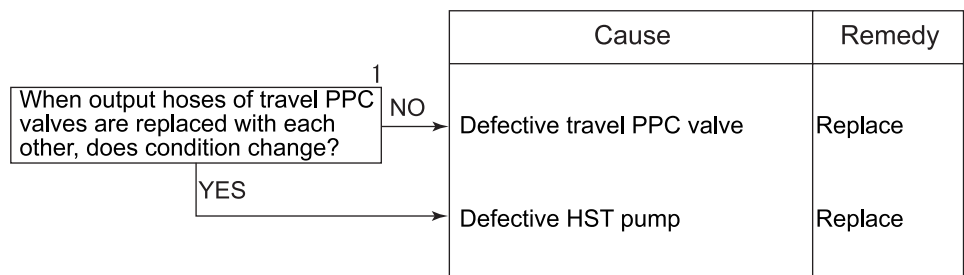 Cause
Remedy
1
When output hoses of travel PPC
valves are replaced with each
other, does condition change?
NO
Defective travel PPC valve
Replace
YES
Defective HST pump
Replace